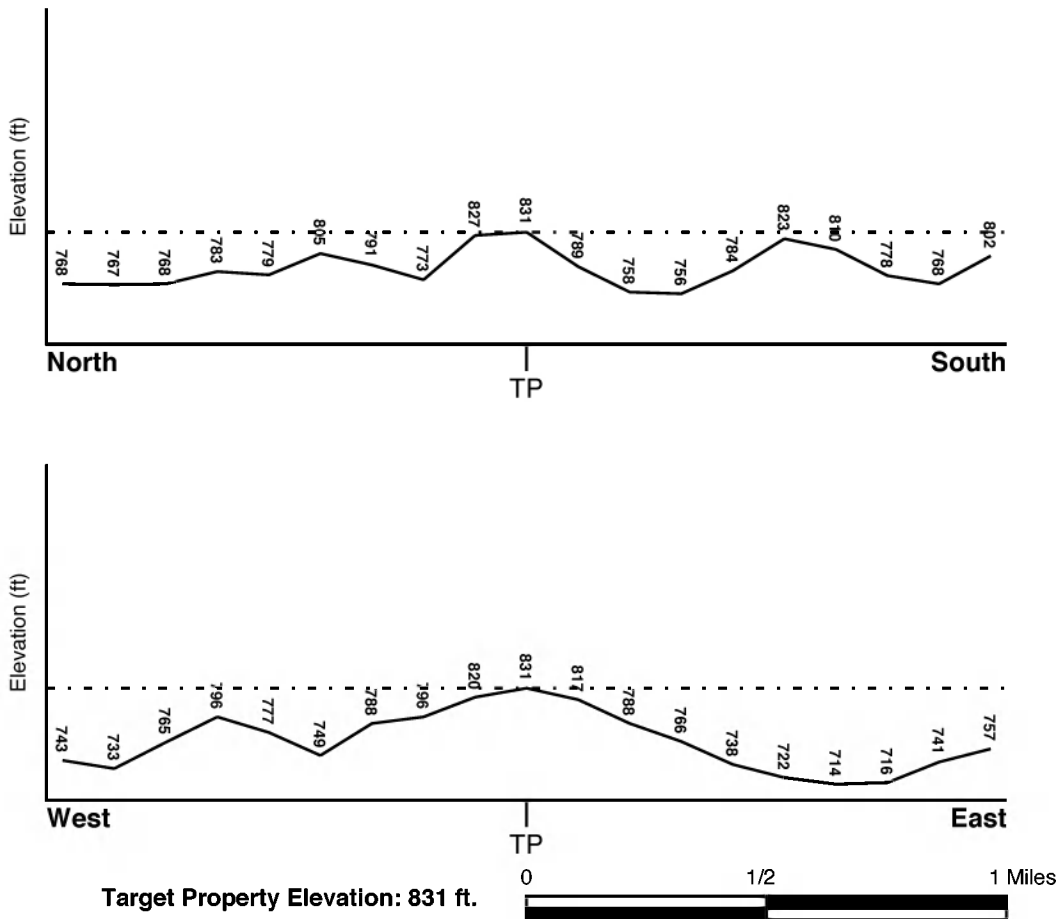 Elevation (ft)
768 767 768 783 779 805 791 773 827 831 789 758 756 784 823 810 778 768 802
North South
TP
Elevation (ft)
743 733 765 796 777 749 788 796 820 831 817 788 766 738 722 714 716 741 757
West East
TP
Target Property Elevation: 831 ft.
0 1/2 1 Miles